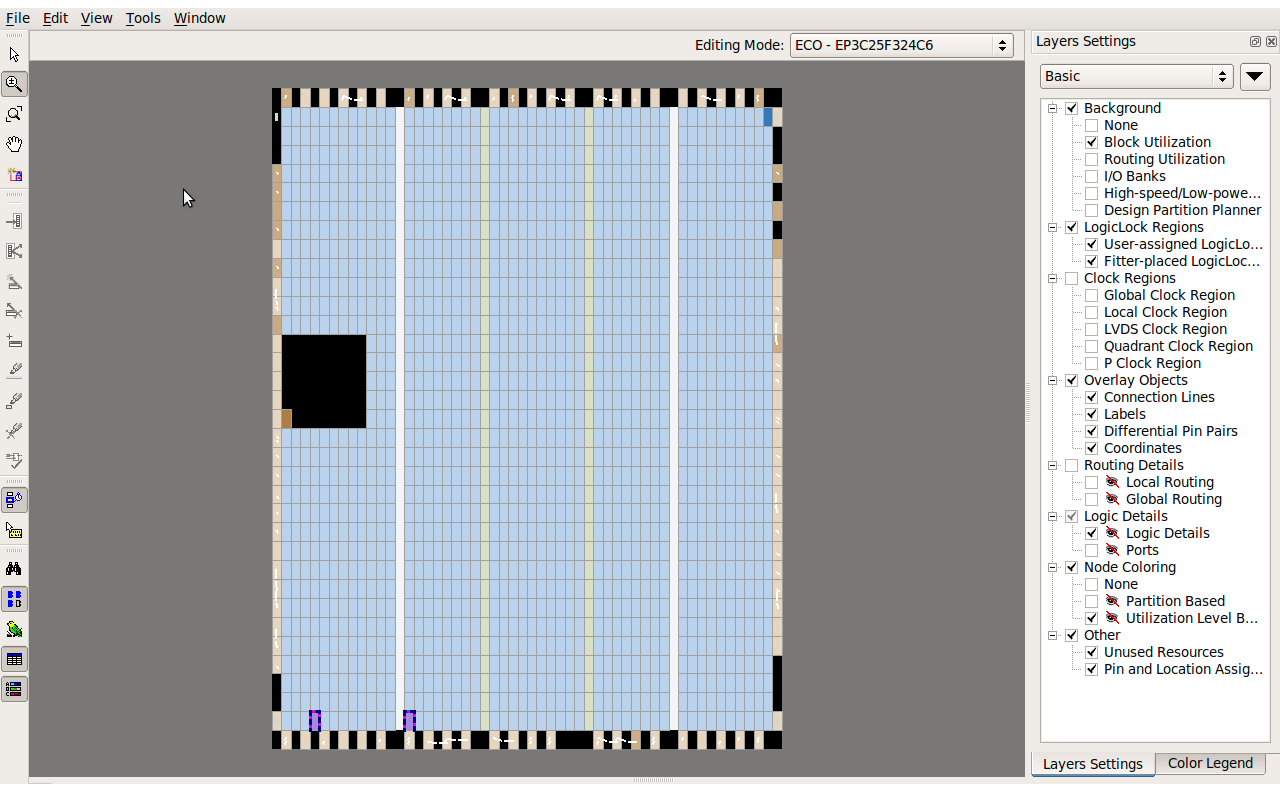 File Edit View Tools Window
Editing Mode: ECO - EP3C25F324C6
Layers Settings
Basic
Background
None
Block Utilization
Routing Utilization
I/O Banks
High-speed/Low-powe...
Design Partition Planner
LogicLock Regions
User-assigned LogicLo...
Fitter-placed LogicLoc...
Clock Regions
Global Clock Region
Local Clock Region
LVDS Clock Region
Quadrant Clock Region
P Clock Region
Overlay Objects
Connection Lines
Labels
Differential Pin Pairs
Coordinates
Routing Details
Local Routing
Global Routing
Logic Details
Logic Details
Ports
Node Coloring
None
Partition Based
Utilization Level B...
Other
Unused Resources
Pin and Location Assig...
Layers Settings Color Legend